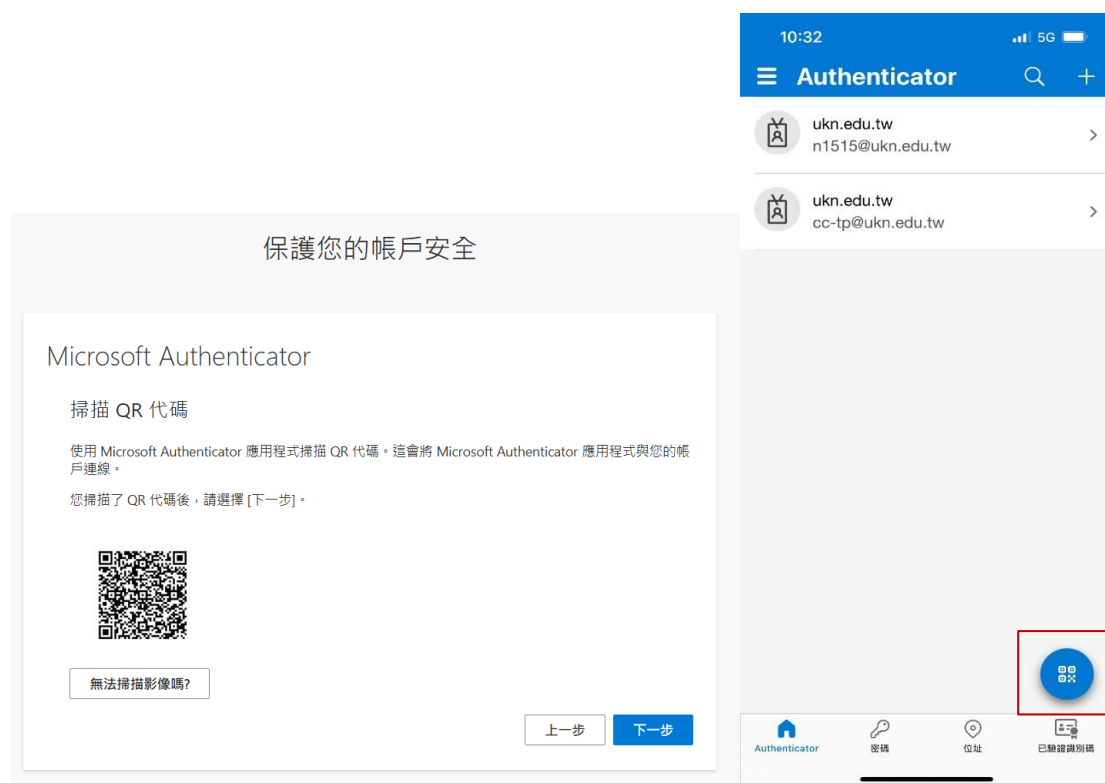 保護您的帳戶安全
Microsoft Authenticator
掃描 QR 代碼
使用 Microsoft Authenticator 應用程式掃描 QR 代碼。這會將 Microsoft Authenticator 應用程式與您的帳
戶連線。
您掃描了 QR 代碼後，請選擇 [下一步]。
無法掃描影像嗎?
上一步
下一步
10:32
5G
Authenticator
ukn.edu.tw
n1515@ukn.edu.tw
ukn.edu.tw
cc-tp@ukn.edu.tw
Authenticator
密碼
位址
已驗證識別碼